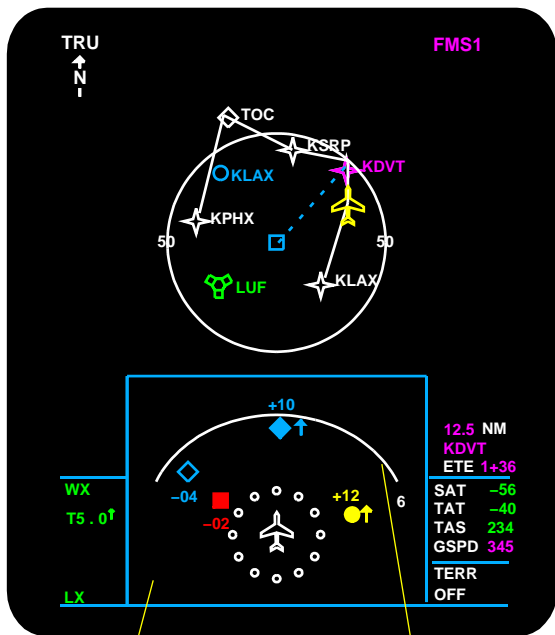 TRU
FMS1
N
TOC
KSRP
KDVT
KLAX
KPHX
50
50
LUF
KLAX
+10
12.5 NM
KDVT
ETE 1+36
−04
WX
+12
6
SAT −56
−02
TAT −40
T5 . 0
TAS 234
GSPD 345
TERR
LX
OFF